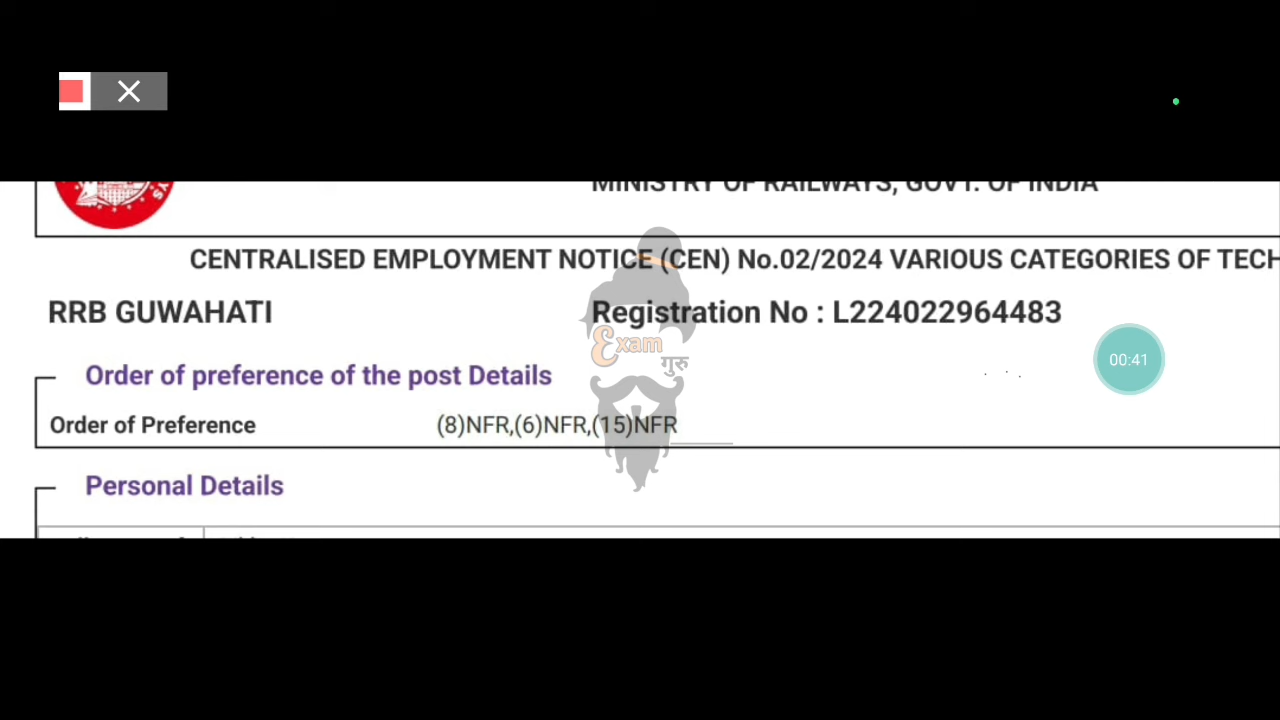 MINISTRY OF RAILWAYS, GOVT. OF INDIA
CENTRALISED EMPLOYMENT NOTICE (CEN) No.02/2024 VARIOUS CATEGORIES OF TECH
RRB GUWAHATI Registration No : L224022964483
Exam
गुरु
00:41
Order of preference of the post Details
Order of Preference (8)NFR,(6)NFR,(15)NFR
Personal Details